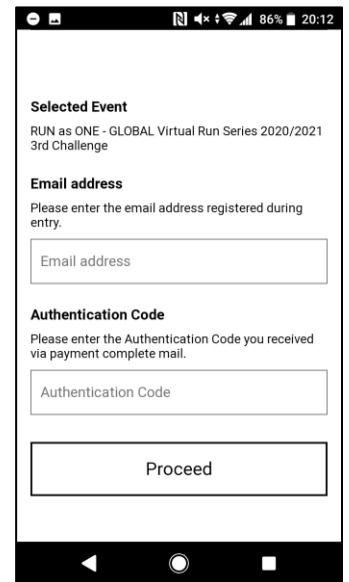 86% 20:12
Selected Event
RUN as ONE - GLOBAL Virtual Run Series 2020/2021
3rd Challenge
Email address
Please enter the email address registered during
entry.
Email address
Authentication Code
Please enter the Authentication Code you received
via payment complete mail.
Authentication Code
Proceed